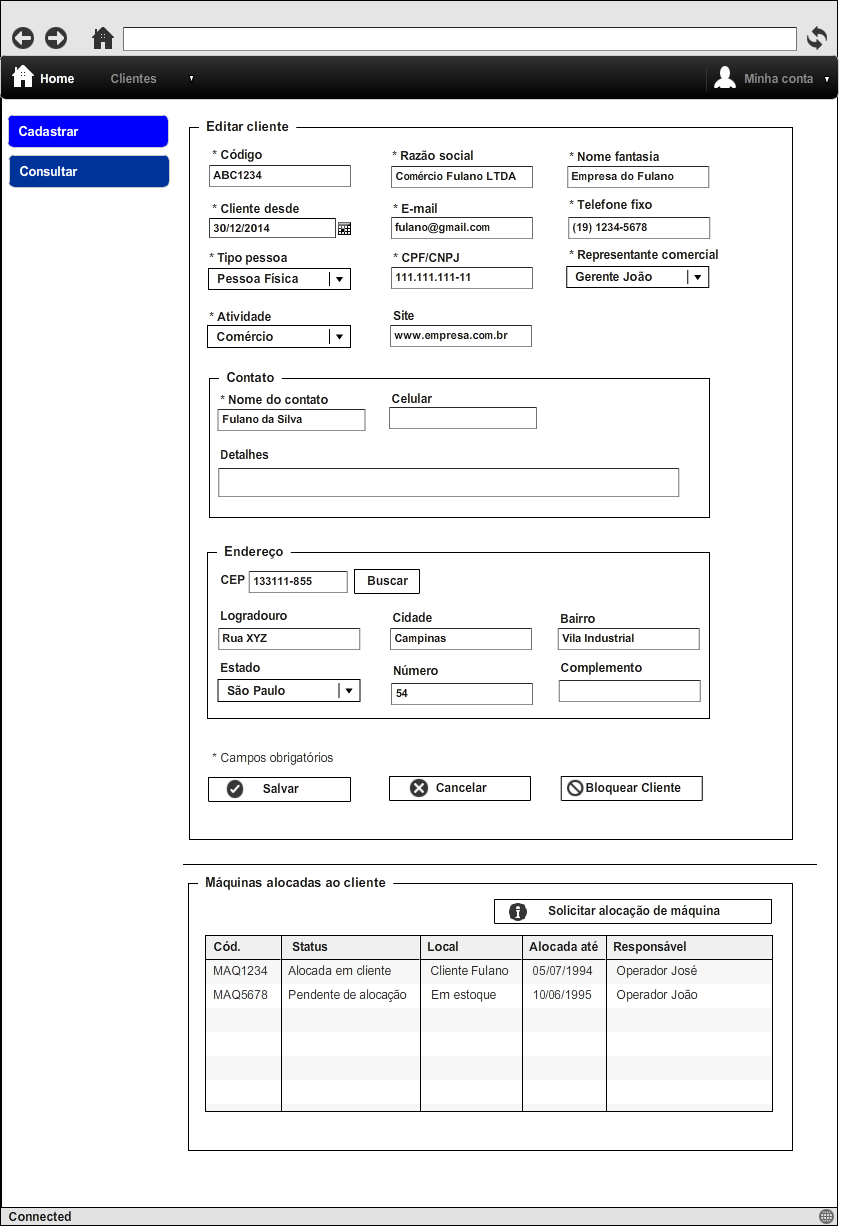 Home Clientes Minha conta
Cadastrar
Consultar
Editar cliente
* Código * Razão social * Nome fantasia
ABC1234 Comércio Fulano LTDA Empresa do Fulano
* Cliente desde * E-mail * Telefone fixo
30/12/2014 fulano@gmail.com (19) 1234-5678
* Tipo pessoa * CPF/CNPJ * Representante comercial
Pessoa Física 111.111.111-11 Gerente João
* Atividade Site
Comércio www.empresa.com.br
Contato
* Nome do contato Celular
Fulano da Silva
Detalhes
Endereço
CEP 133111-855 Buscar
Logradouro Cidade Bairro
Rua XYZ Campinas Vila Industrial
Estado Número Complemento
São Paulo 54
* Campos obrigatórios
Salvar Cancelar Bloquear Cliente
Máquinas alocadas ao cliente
Solicitar alocação de máquina
Cód. Status Local Alocada até Responsável
MAQ1234 Alocada em cliente Cliente Fulano 05/07/1994 Operador José
MAQ5678 Pendente de alocação Em estoque 10/06/1995 Operador João
Connected